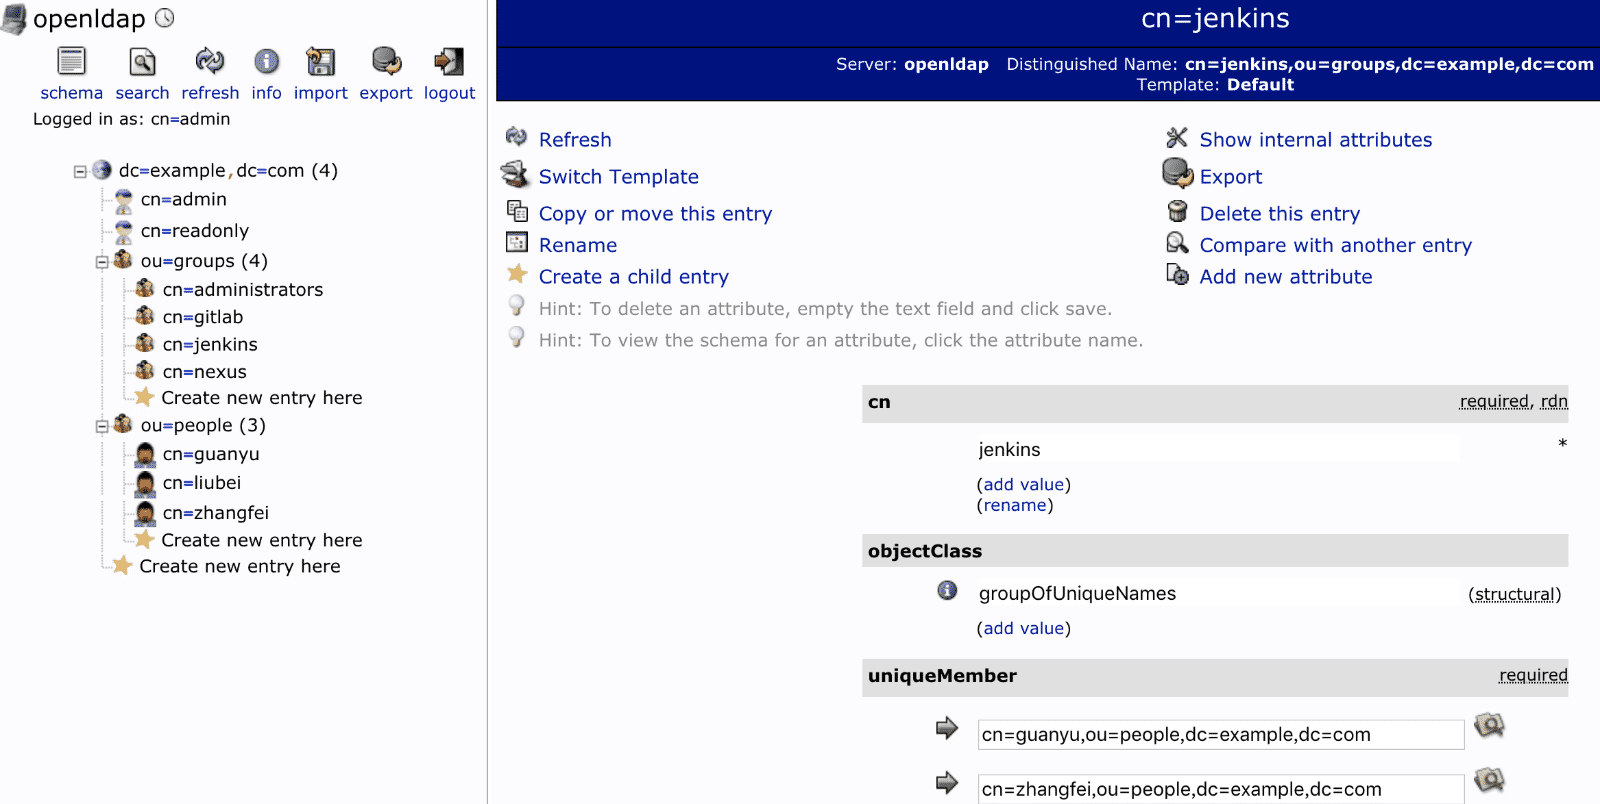 openldap
schema search refresh info import export logout
Logged in as: cn=admin
dc=example,dc=com (4)
cn=admin
cn=readonly
ou=groups (4)
cn=administrators
cn=gitlab
cn=jenkins
cn=nexus
Create new entry here
ou=people (3)
cn=guanyu
cn=liubei
cn=zhangfei
Create new entry here
Create new entry here
cn=jenkins
Server: openldap Distinguished Name: cn=jenkins,ou=groups,dc=example,dc=com
Template: Default
Refresh Show internal attributes
Switch Template Export
Copy or move this entry Delete this entry
Rename Compare with another entry
Create a child entry Add new attribute
Hint: To delete an attribute, empty the text field and click save.
Hint: To view the schema for an attribute, click the attribute name.
cn required, rdn
jenkins *
(add value)
(rename)
objectClass
groupOfUniqueNames (structural)
(add value)
uniqueMember required
cn=guanyu,ou=people,dc=example,dc=com
cn=zhangfei,ou=people,dc=example,dc=com